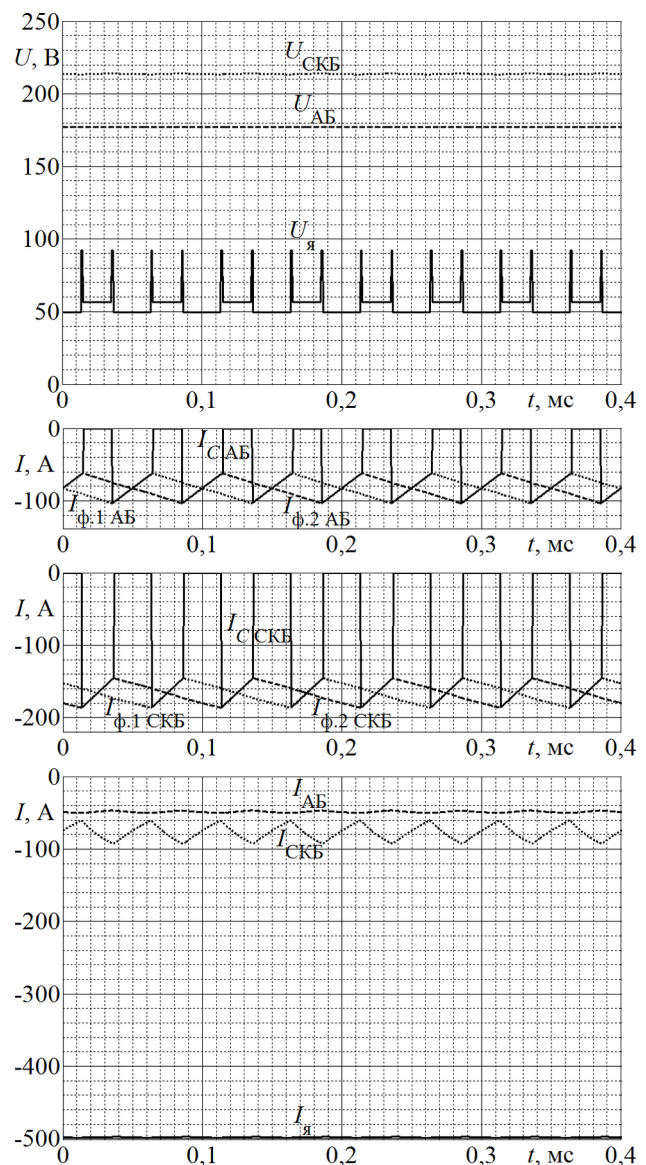 250
U, В
U СКБ
200
U АБ
150
U я
100
50
0
0 0,1 0,2 0,3 t, мс 0,4
0
I C АБ
I, А
-100
I ф.1 АБ I ф.2 АБ
0 0,1 0,2 0,3 t, мс 0,4
0
I, А
I C СКБ
-100
-200
I ф.1 СКБ I ф.2 СКБ
0 0,1 0,2 0,3 t, мс 0,4
0
I АБ
I, А
-100
I СКБ
-200
-300
-400
I я
-500
0 0,1 0,2 0,3 t, мс 0,4